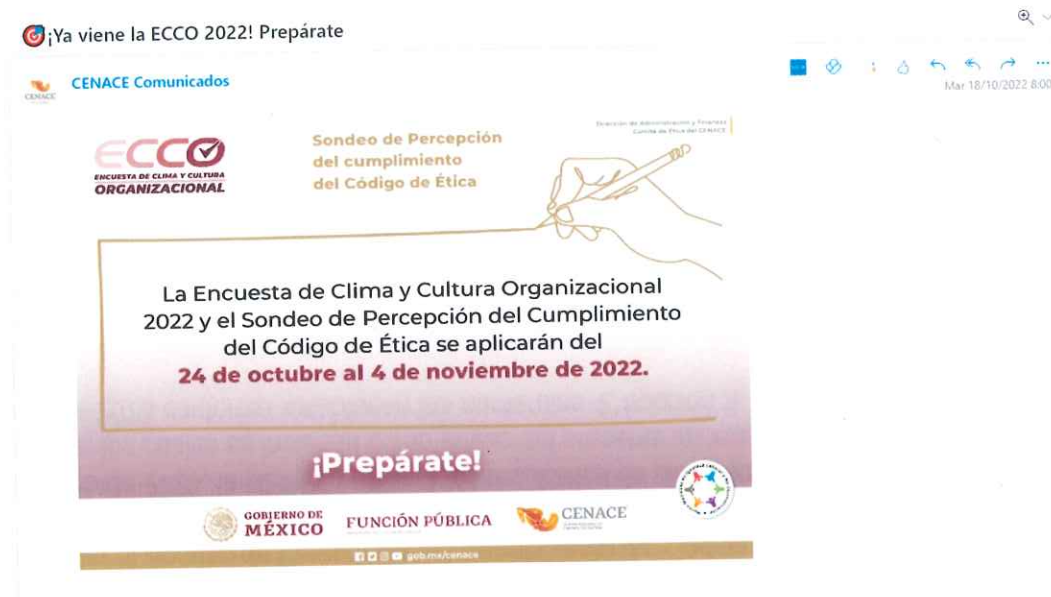 🎯¡Ya viene la ECCO 2022! Prepárate
CENACE Comunicados
Mar 18/10/2022 8:00
CENACE
Dirección de Administración y Finanzas
Comité de Ética del CENACE
ECCO
ENCUESTA DE CLIMA Y CULTURA
ORGANIZACIONAL
Sondeo de Percepción
del cumplimiento
del Código de Ética
La Encuesta de Clima y Cultura Organizacional
2022 y el Sondeo de Percepción del Cumplimiento
del Código de Ética se aplicarán del
24 de octubre al 4 de noviembre de 2022.
¡Prepárate!
GOBIERNO DE
MÉXICO
FUNCIÓN PÚBLICA
CENACE
gob.mx/cenace